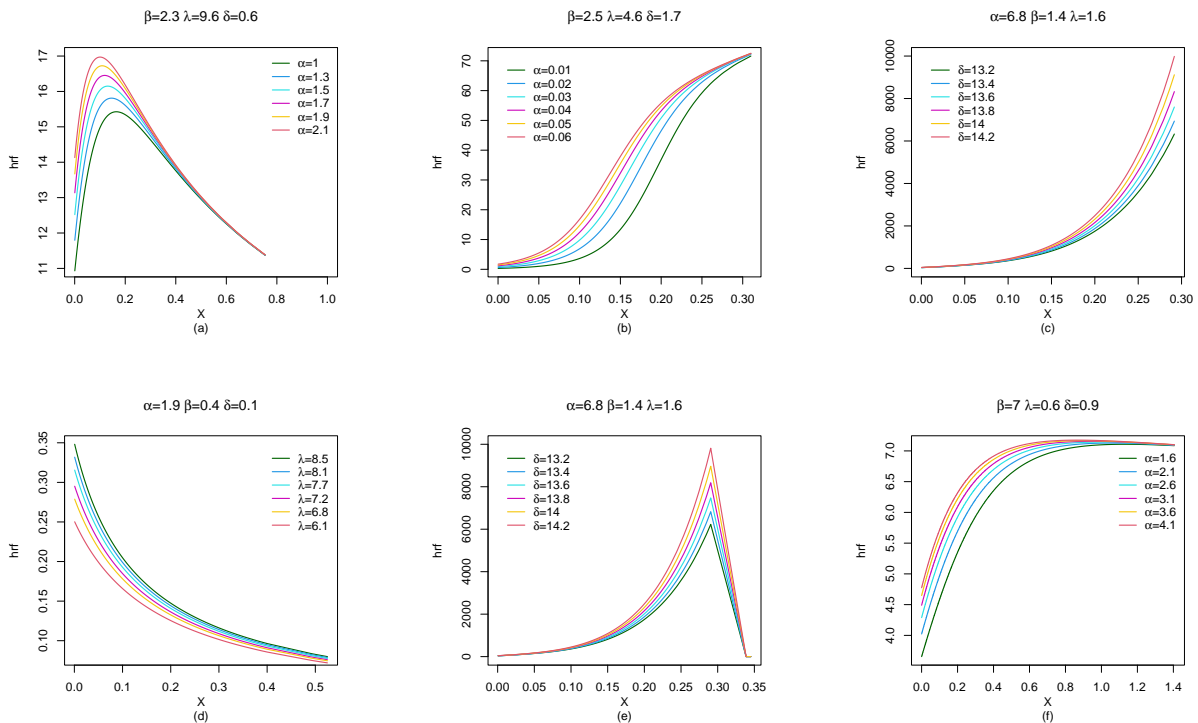 β=2.3 λ=9.6 δ=0.6
hrf
17
16
15
14
13
12
11
α=1
α=1.3
α=1.5
α=1.7
α=1.9
α=2.1
0.0 0.2 0.4 0.6 0.8 1.0
X
(a)
β=2.5 λ=4.6 δ=1.7
hrf
70
60
50
40
30
20
10
0
α=0.01
α=0.02
α=0.03
α=0.04
α=0.05
α=0.06
0.00 0.05 0.10 0.15 0.20 0.25 0.30
X
(b)
α=6.8 β=1.4 λ=1.6
hrf
10000
8000
6000
4000
2000
0
δ=13.2
δ=13.4
δ=13.6
δ=13.8
δ=14
δ=14.2
0.00 0.05 0.10 0.15 0.20 0.25 0.30
X
(c)
α=1.9 β=0.4 δ=0.1
hrf
0.35
0.30
0.25
0.20
0.15
0.10
λ=8.5
λ=8.1
λ=7.7
λ=7.2
λ=6.8
λ=6.1
0.0 0.1 0.2 0.3 0.4 0.5
X
(d)
α=6.8 β=1.4 λ=1.6
hrf
10000
8000
6000
4000
2000
0
δ=13.2
δ=13.4
δ=13.6
δ=13.8
δ=14
δ=14.2
0.00 0.05 0.10 0.15 0.20 0.25 0.30 0.35
X
(e)
β=7 λ=0.6 δ=0.9
hrf
7.0
6.0
5.0
4.5
4.0
α=1.6
α=2.1
α=2.6
α=3.1
α=3.6
α=4.1
0.0 0.2 0.4 0.6 0.8 1.0 1.2 1.4
X
(f)